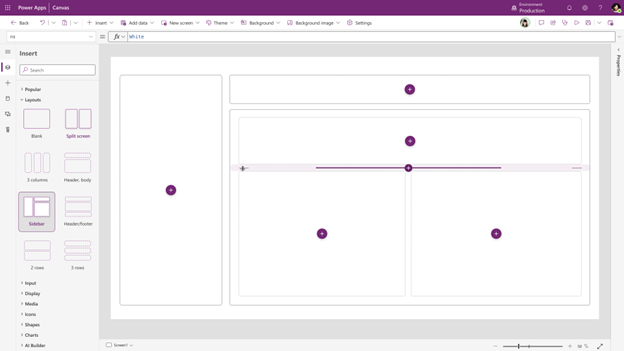 Power Apps | Canvas
Environment
Production
Back
Insert
Add data
New screen
Theme
Background
Background image
Settings
Fill
fx
White
Insert
Search
Popular
Layouts
Blank
Split screen
3 columns
Header, body
Sidebar
Header/footer
2 rows
3 rows
Input
Display
Media
Icons
Shapes
Charts
AI Builder
Screen1
50 %
Properties